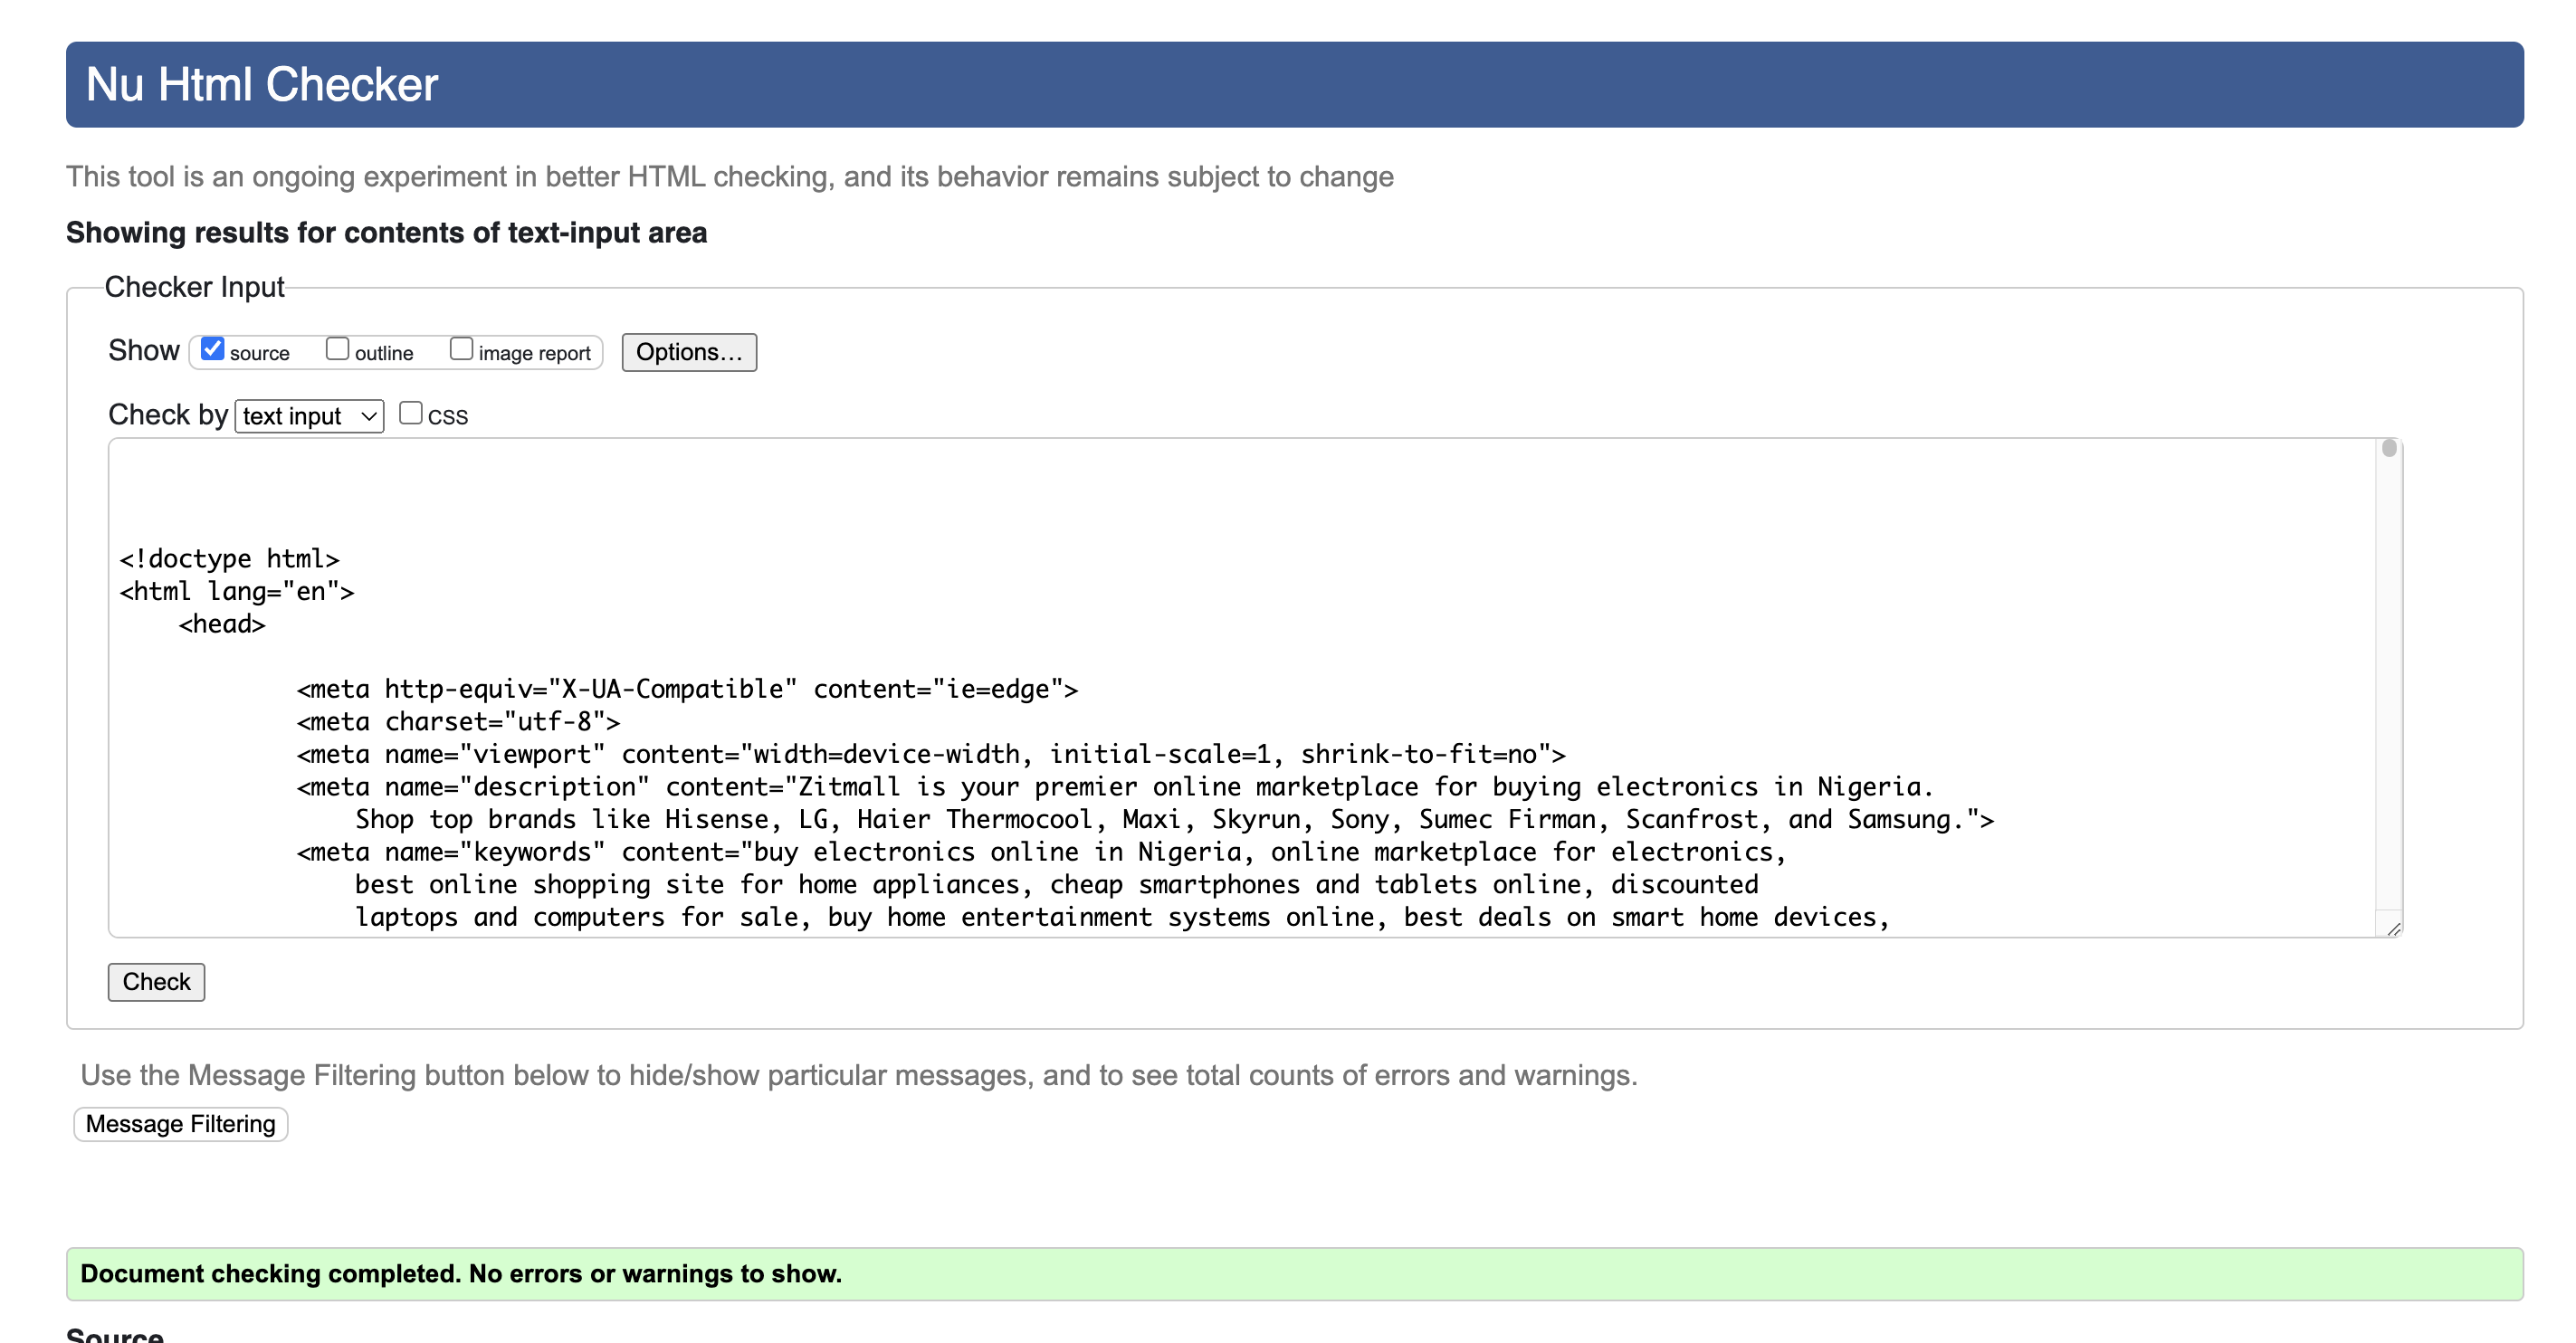 Nu Html Checker
This tool is an ongoing experiment in better HTML checking, and its behavior remains subject to change
Showing results for contents of text-input area
Checker Input
Show source outline image report Options...
Check by text input css
<!doctype html>
<html lang="en">
<head>
<meta http-equiv="X-UA-Compatible" content="ie=edge">
<meta charset="utf-8">
<meta name="viewport" content="width=device-width, initial-scale=1, shrink-to-fit=no">
<meta name="description" content="Zitmall is your premier online marketplace for buying electronics in Nigeria.
Shop top brands like Hisense, LG, Haier Thermocool, Maxi, Skyrun, Sony, Sumec Firman, Scanfrost, and Samsung.">
<meta name="keywords" content="buy electronics online in Nigeria, online marketplace for electronics,
best online shopping site for home appliances, cheap smartphones and tablets online, discounted
laptops and computers for sale, buy home entertainment systems online, best deals on smart home devices,
Check
Use the Message Filtering button below to hide/show particular messages, and to see total counts of errors and warnings.
Message Filtering
Document checking completed. No errors or warnings to show.
Source